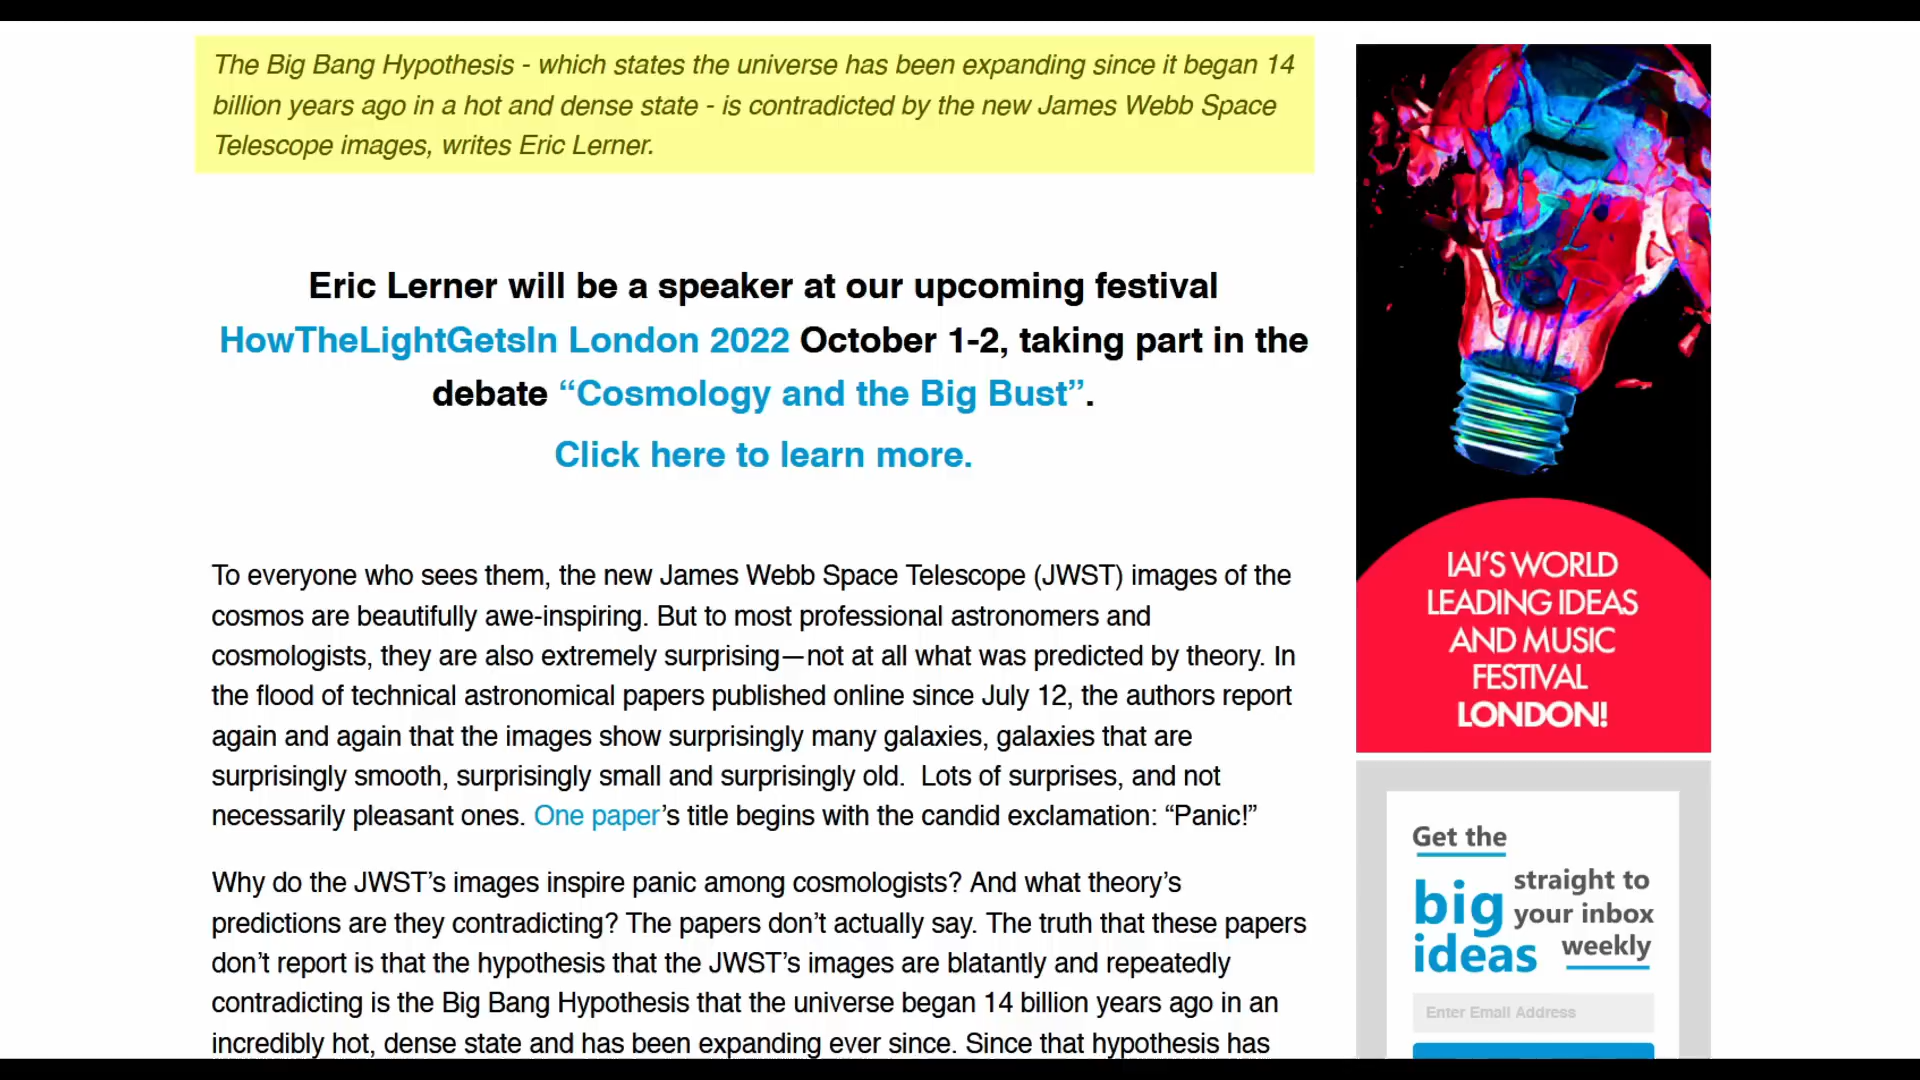 The Big Bang Hypothesis - which states the universe has been expanding since it began 14
billion years ago in a hot and dense state - is contradicted by the new James Webb Space
Telescope images, writes Eric Lerner.
Eric Lerner will be a speaker at our upcoming festival
HowTheLightGetsIn London 2022 October 1-2, taking part in the
debate “Cosmology and the Big Bust”.
Click here to learn more.
To everyone who sees them, the new James Webb Space Telescope (JWST) images of the
cosmos are beautifully awe-inspiring. But to most professional astronomers and
cosmologists, they are also extremely surprising—not at all what was predicted by theory. In
the flood of technical astronomical papers published online since July 12, the authors report
again and again that the images show surprisingly many galaxies, galaxies that are
surprisingly smooth, surprisingly small and surprisingly old.  Lots of surprises, and not
necessarily pleasant ones. One paper’s title begins with the candid exclamation: “Panic!”
Why do the JWST’s images inspire panic among cosmologists? And what theory’s
predictions are they contradicting? The papers don’t actually say. The truth that these papers
don’t report is that the hypothesis that the JWST’s images are blatantly and repeatedly
contradicting is the Big Bang Hypothesis that the universe began 14 billion years ago in an
incredibly hot, dense state and has been expanding ever since. Since that hypothesis has
IAI’S WORLD
LEADING IDEAS
AND MUSIC
FESTIVAL
LONDON!
Get the
big ideas
straight to
your inbox
weekly
Enter Email Address